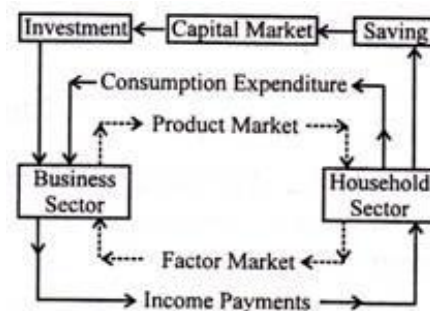 Investment
Capital Market
Saving
Consumption Expenditure
Product Market
Business
Sector
Household
Sector
Factor Market
Income Payments